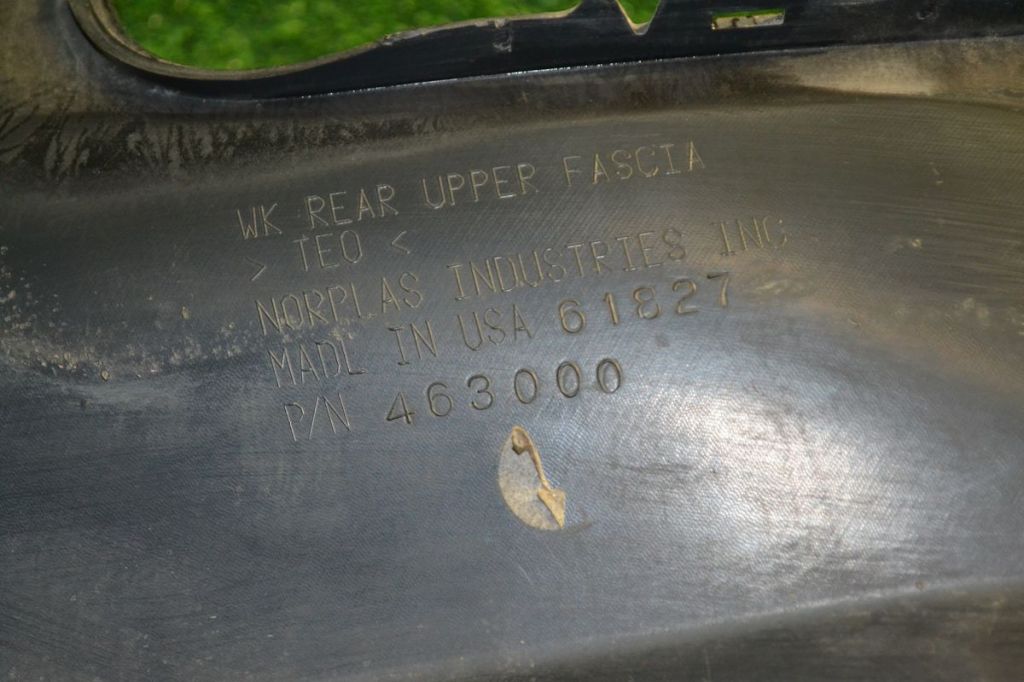 WK REAR UPPER FASCIA
> TEO <
NORPLAS INDUSTRIES INC
MADE IN USA 61827
P/N 463000